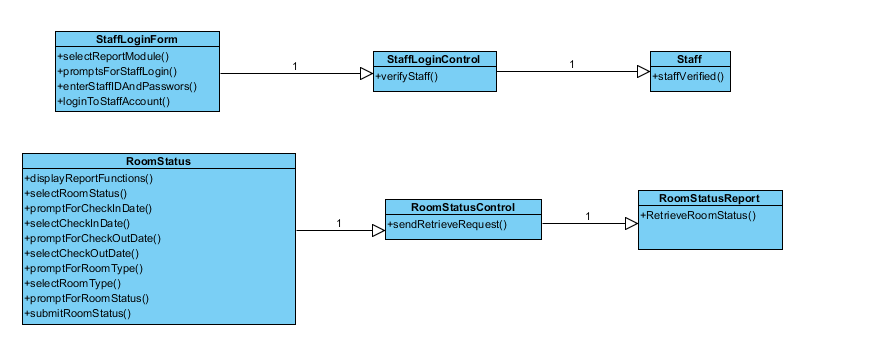 StaffLoginForm
+selectReportModule()
+promptsForStaffLogin()
+enterStaffIDAndPasswors()
+loginToStaffAccount()
1
StaffLoginControl
+verifyStaff()
1
Staff
+staffVerified()
RoomStatus
+displayReportFunctions()
+selectRoomStatus()
+promptForCheckInDate()
+selectCheckInDate()
+promptForCheckOutDate()
+selectCheckOutDate()
+promptForRoomType()
+selectRoomType()
+promptForRoomStatus()
+submitRoomStatus()
1
RoomStatusControl
+sendRetrieveRequest()
1
RoomStatusReport
+RetrieveRoomStatus()